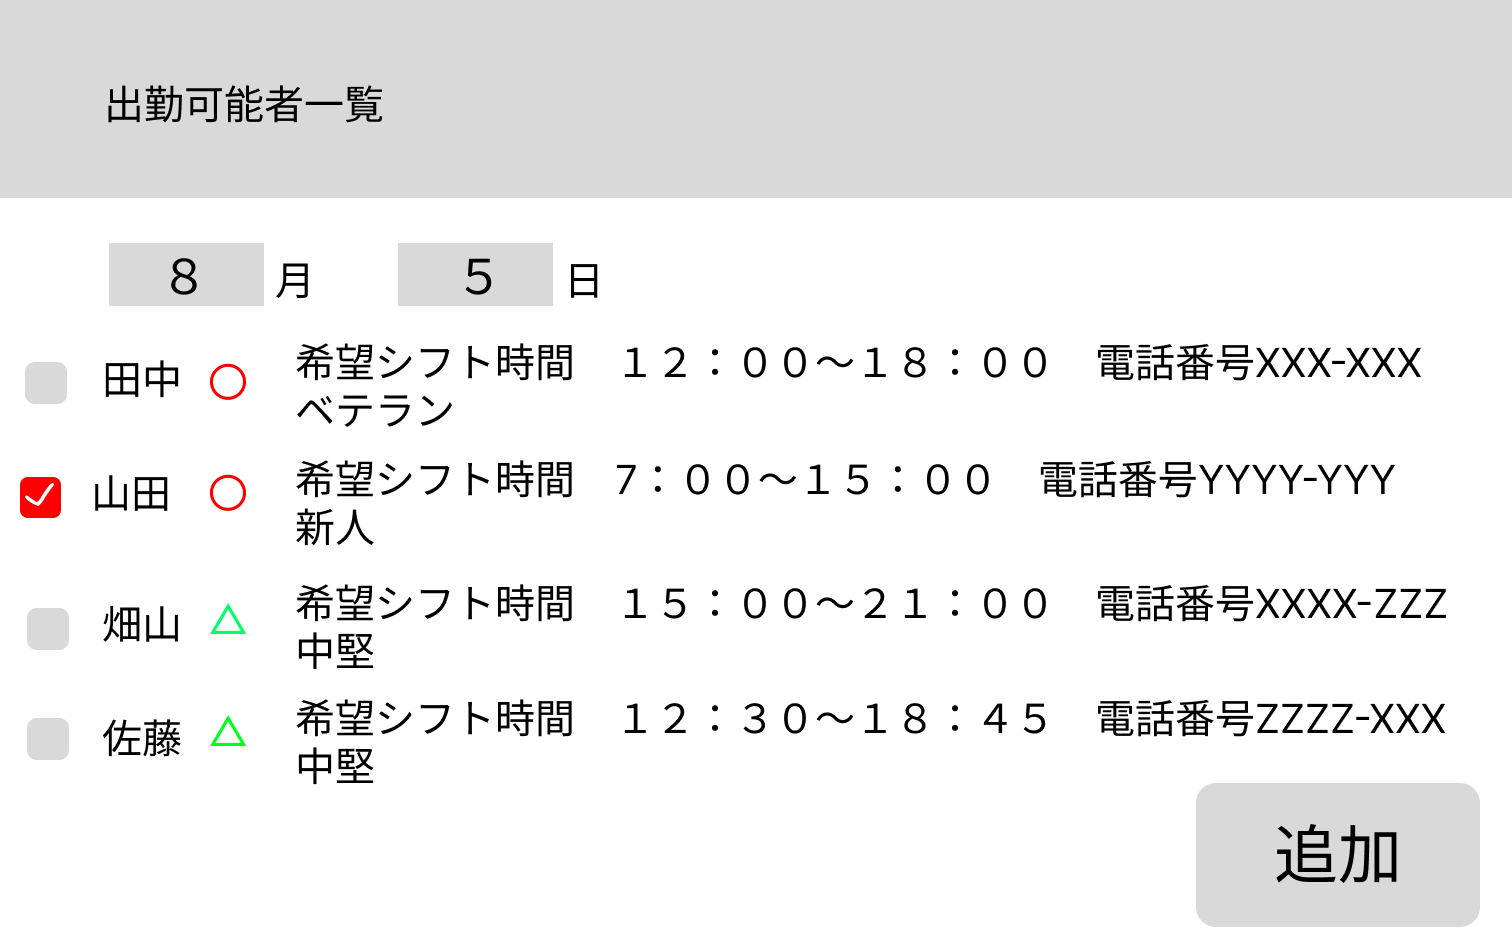 出勤可能者一覧
８ 月 ５ 日
田中 ○ 希望シフト時間　１２：００～１８：００　電話番号XXX-XXX
ベテラン
山田 ○ 希望シフト時間　7：００～１５：００　電話番号YYYY-YYY
新人
畑山 △ 希望シフト時間　１５：００～２１：００　電話番号XXXX-ZZZ
中堅
佐藤 △ 希望シフト時間　１２：３０～１８：４５　電話番号ZZZZ-XXX
中堅
追加